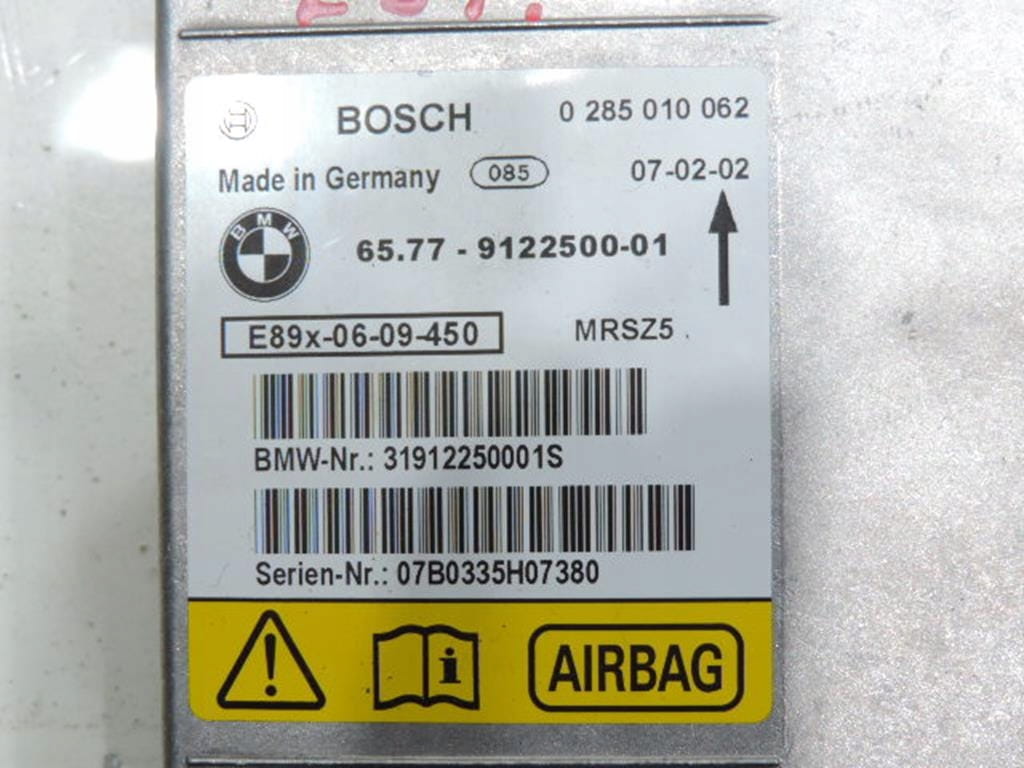 BOSCH 0 285 010 062
Made in Germany 085 07-02-02
BMW
65.77 - 9122500-01
E89x-06-09-450 MRSZ5
BMW-Nr.: 31912250001S
Serien-Nr.: 07B0335H07380
AIRBAG